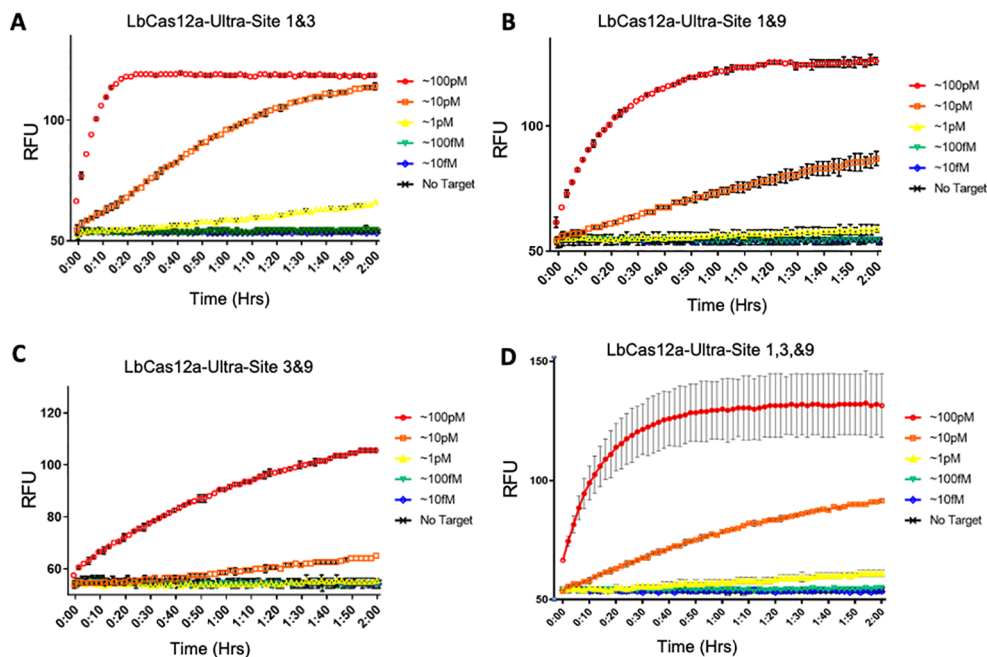 A
LbCas12a-Ultra-Site 1&3
RFU
100
50
0:00
0:10
0:20
0:30
0:40
0:50
1:00
1:10
1:20
1:30
1:40
1:50
2:00
Time (Hrs)
~100pM
~10pM
~1pM
~100fM
~10fM
No Target
B
LbCas12a-Ultra-Site 1&9
RFU
100
50
0:00
0:10
0:20
0:30
0:40
0:50
1:00
1:10
1:20
1:30
1:40
1:50
2:00
Time (Hrs)
~100pM
~10pM
~1pM
~100fM
~10fM
No Target
C
LbCas12a-Ultra-Site 3&9
RFU
120
100
80
60
0:00
0:10
0:20
0:30
0:40
0:50
1:00
1:10
1:20
1:30
1:40
1:50
2:00
Time (Hrs)
~100pM
~10pM
~1pM
~100fM
~10fM
No Target
D
LbCas12a-Ultra-Site 1,3,&9
RFU
150
100
50
0:00
0:10
0:20
0:30
0:40
0:50
1:00
1:10
1:20
1:30
1:40
1:50
2:00
Time (Hrs)
~100pM
~10pM
~1pM
~100fM
~10fM
No Target